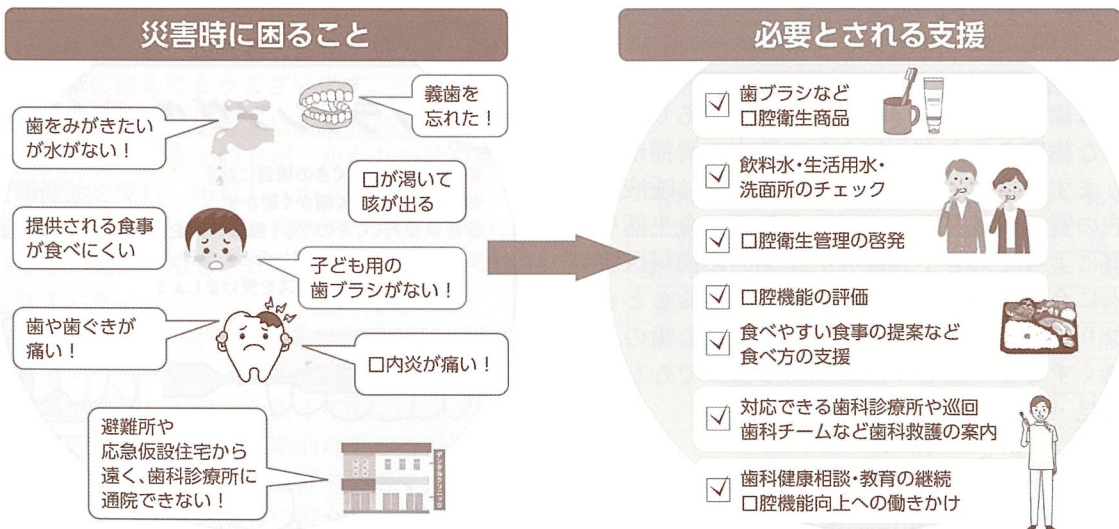 災害時に困ること
歯をみがきたい
が水がない！
義歯を
忘れた！
口が渇いて
咳が出る
提供される食事
が食べにくい
子ども用の
歯ブラシがない！
歯や歯ぐきが
痛い！
口内炎が痛い！
避難所や
応急仮設住宅から
遠く、歯科診療所に
通院できない！
デンタルクリニック
必要とされる支援
歯ブラシなど
口腔衛生商品
飲料水・生活用水・
洗面所のチェック
口腔衛生管理の啓発
口腔機能の評価
食べやすい食事の提案など
食べ方の支援
対応できる歯科診療所や巡回
歯科チームなど歯科救護の案内
歯科健康相談・教育の継続
口腔機能向上への働きかけ